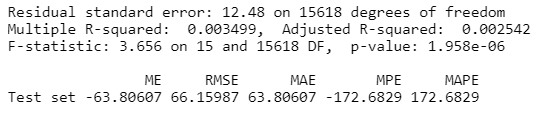 Residual standard error: 12.48 on 15618 degrees of freedom
Multiple R-squared:  0.003499,  Adjusted R-squared:  0.002542
F-statistic: 3.656 on 15 and 15618 DF,  p-value: 1.958e-06
ME RMSE MAE MPE MAPE
Test set -63.80607 66.15987 63.80607 -172.6829 172.6829